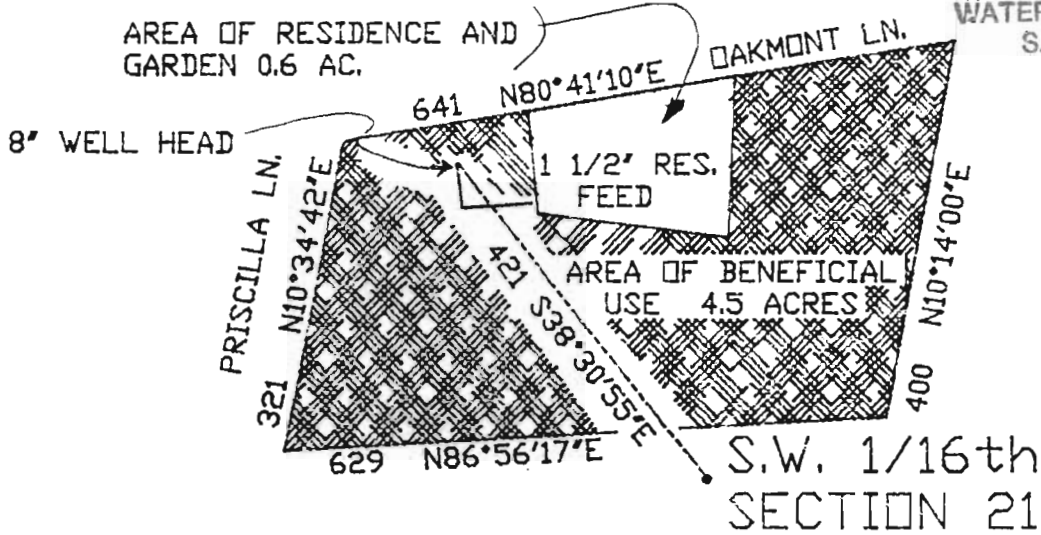 WATER
S
AREA OF RESIDENCE AND
GARDEN 0.6 AC.
OAKMONT LN.
641 N80°41'10"E
8" WELL HEAD
1 1/2" RES.
FEED
PRISCILLA LN.
N10°34'42"E
321
421 S38°30'55"E
AREA OF BENEFICIAL
USE 4.5 ACRES
N10°14'00"E
400
629 N86°56'17"E
S.W. 1/16th
SECTION 21